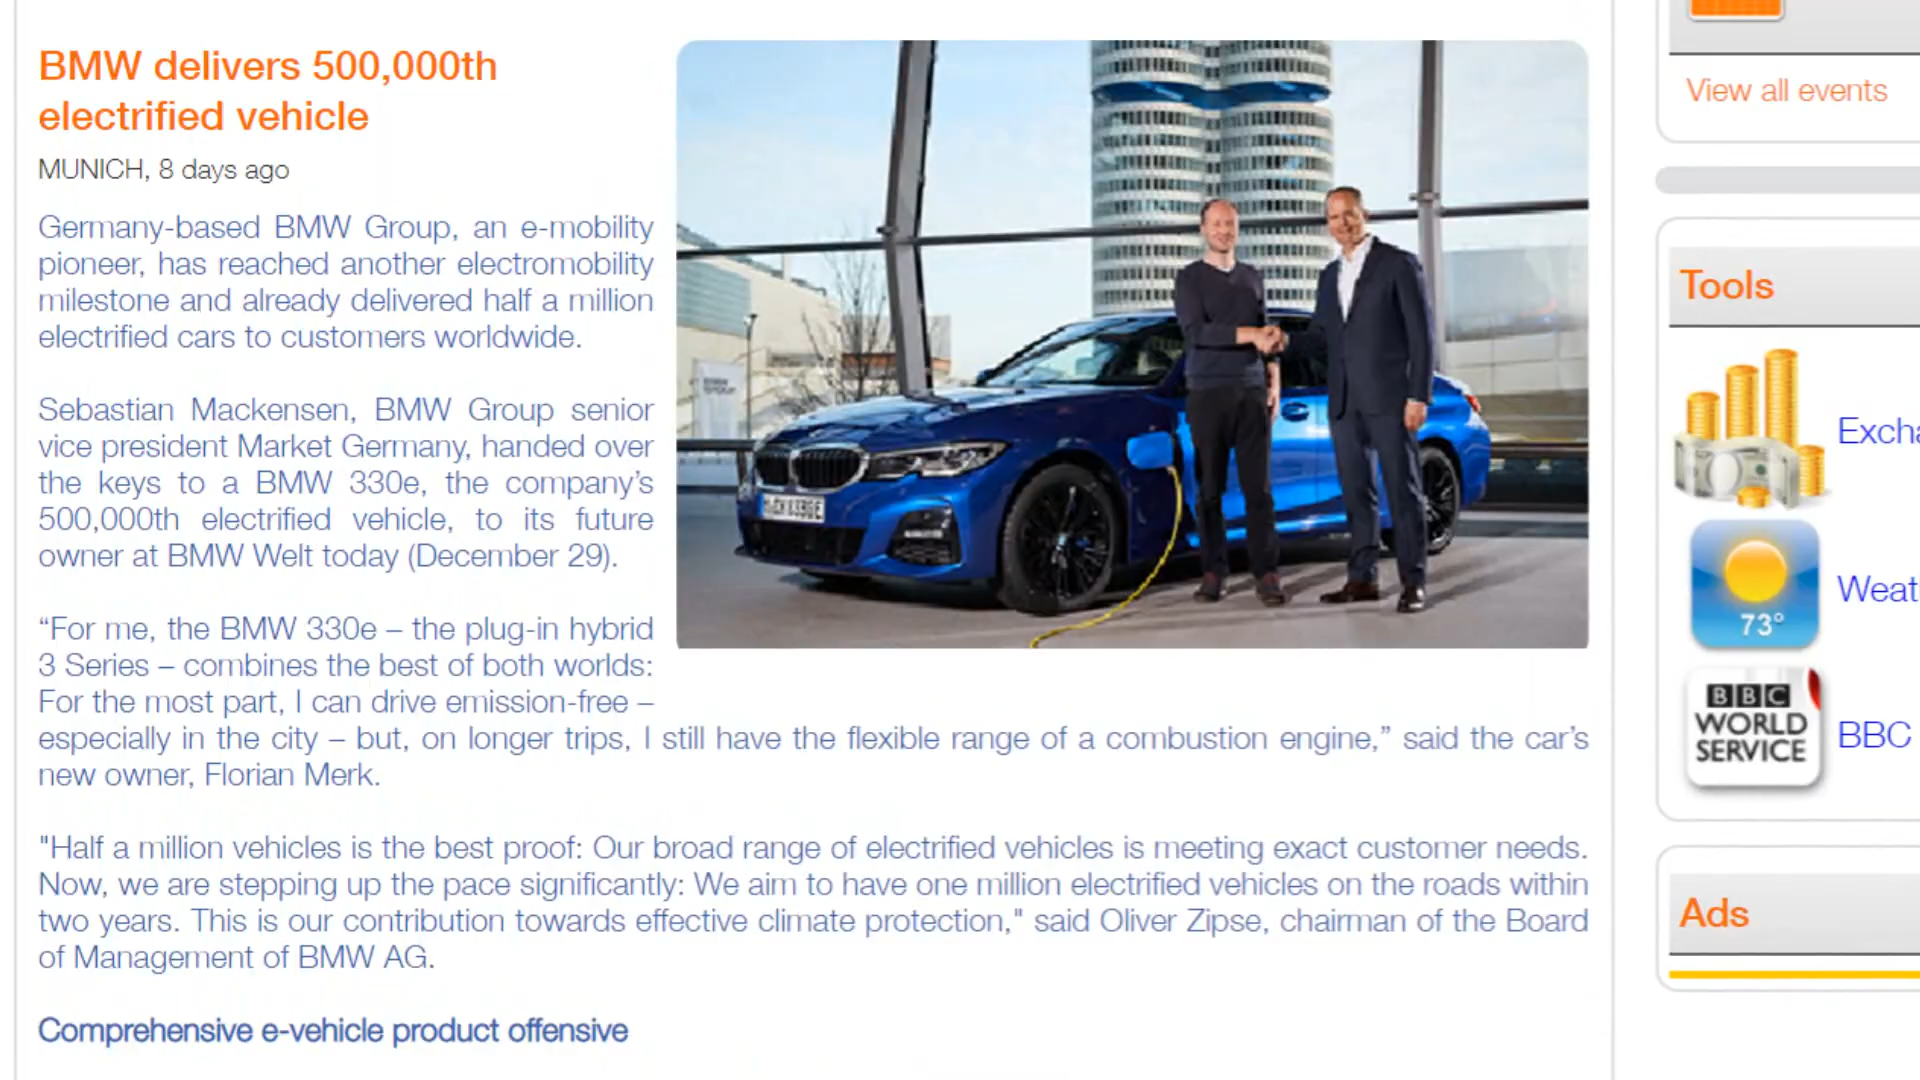 BMW delivers 500,000th
electrified vehicle
MUNICH, 8 days ago
Germany-based BMW Group, an e-mobility
pioneer, has reached another electromobility
milestone and already delivered half a million
electrified cars to customers worldwide.
Sebastian Mackensen, BMW Group senior
vice president Market Germany, handed over
the keys to a BMW 330e, the company’s
500,000th electrified vehicle, to its future
owner at BMW Welt today (December 29).
“For me, the BMW 330e – the plug-in hybrid
3 Series – combines the best of both worlds:
For the most part, I can drive emission-free –
especially in the city – but, on longer trips, I still have the flexible range of a combustion engine,” said the car’s
new owner, Florian Merk.
"Half a million vehicles is the best proof: Our broad range of electrified vehicles is meeting exact customer needs.
Now, we are stepping up the pace significantly: We aim to have one million electrified vehicles on the roads within
two years. This is our contribution towards effective climate protection," said Oliver Zipse, chairman of the Board
of Management of BMW AG.
Comprehensive e-vehicle product offensive
View all events
Tools
Excha
73°
Weat
BBC
WORLD
SERVICE
BBC
Ads